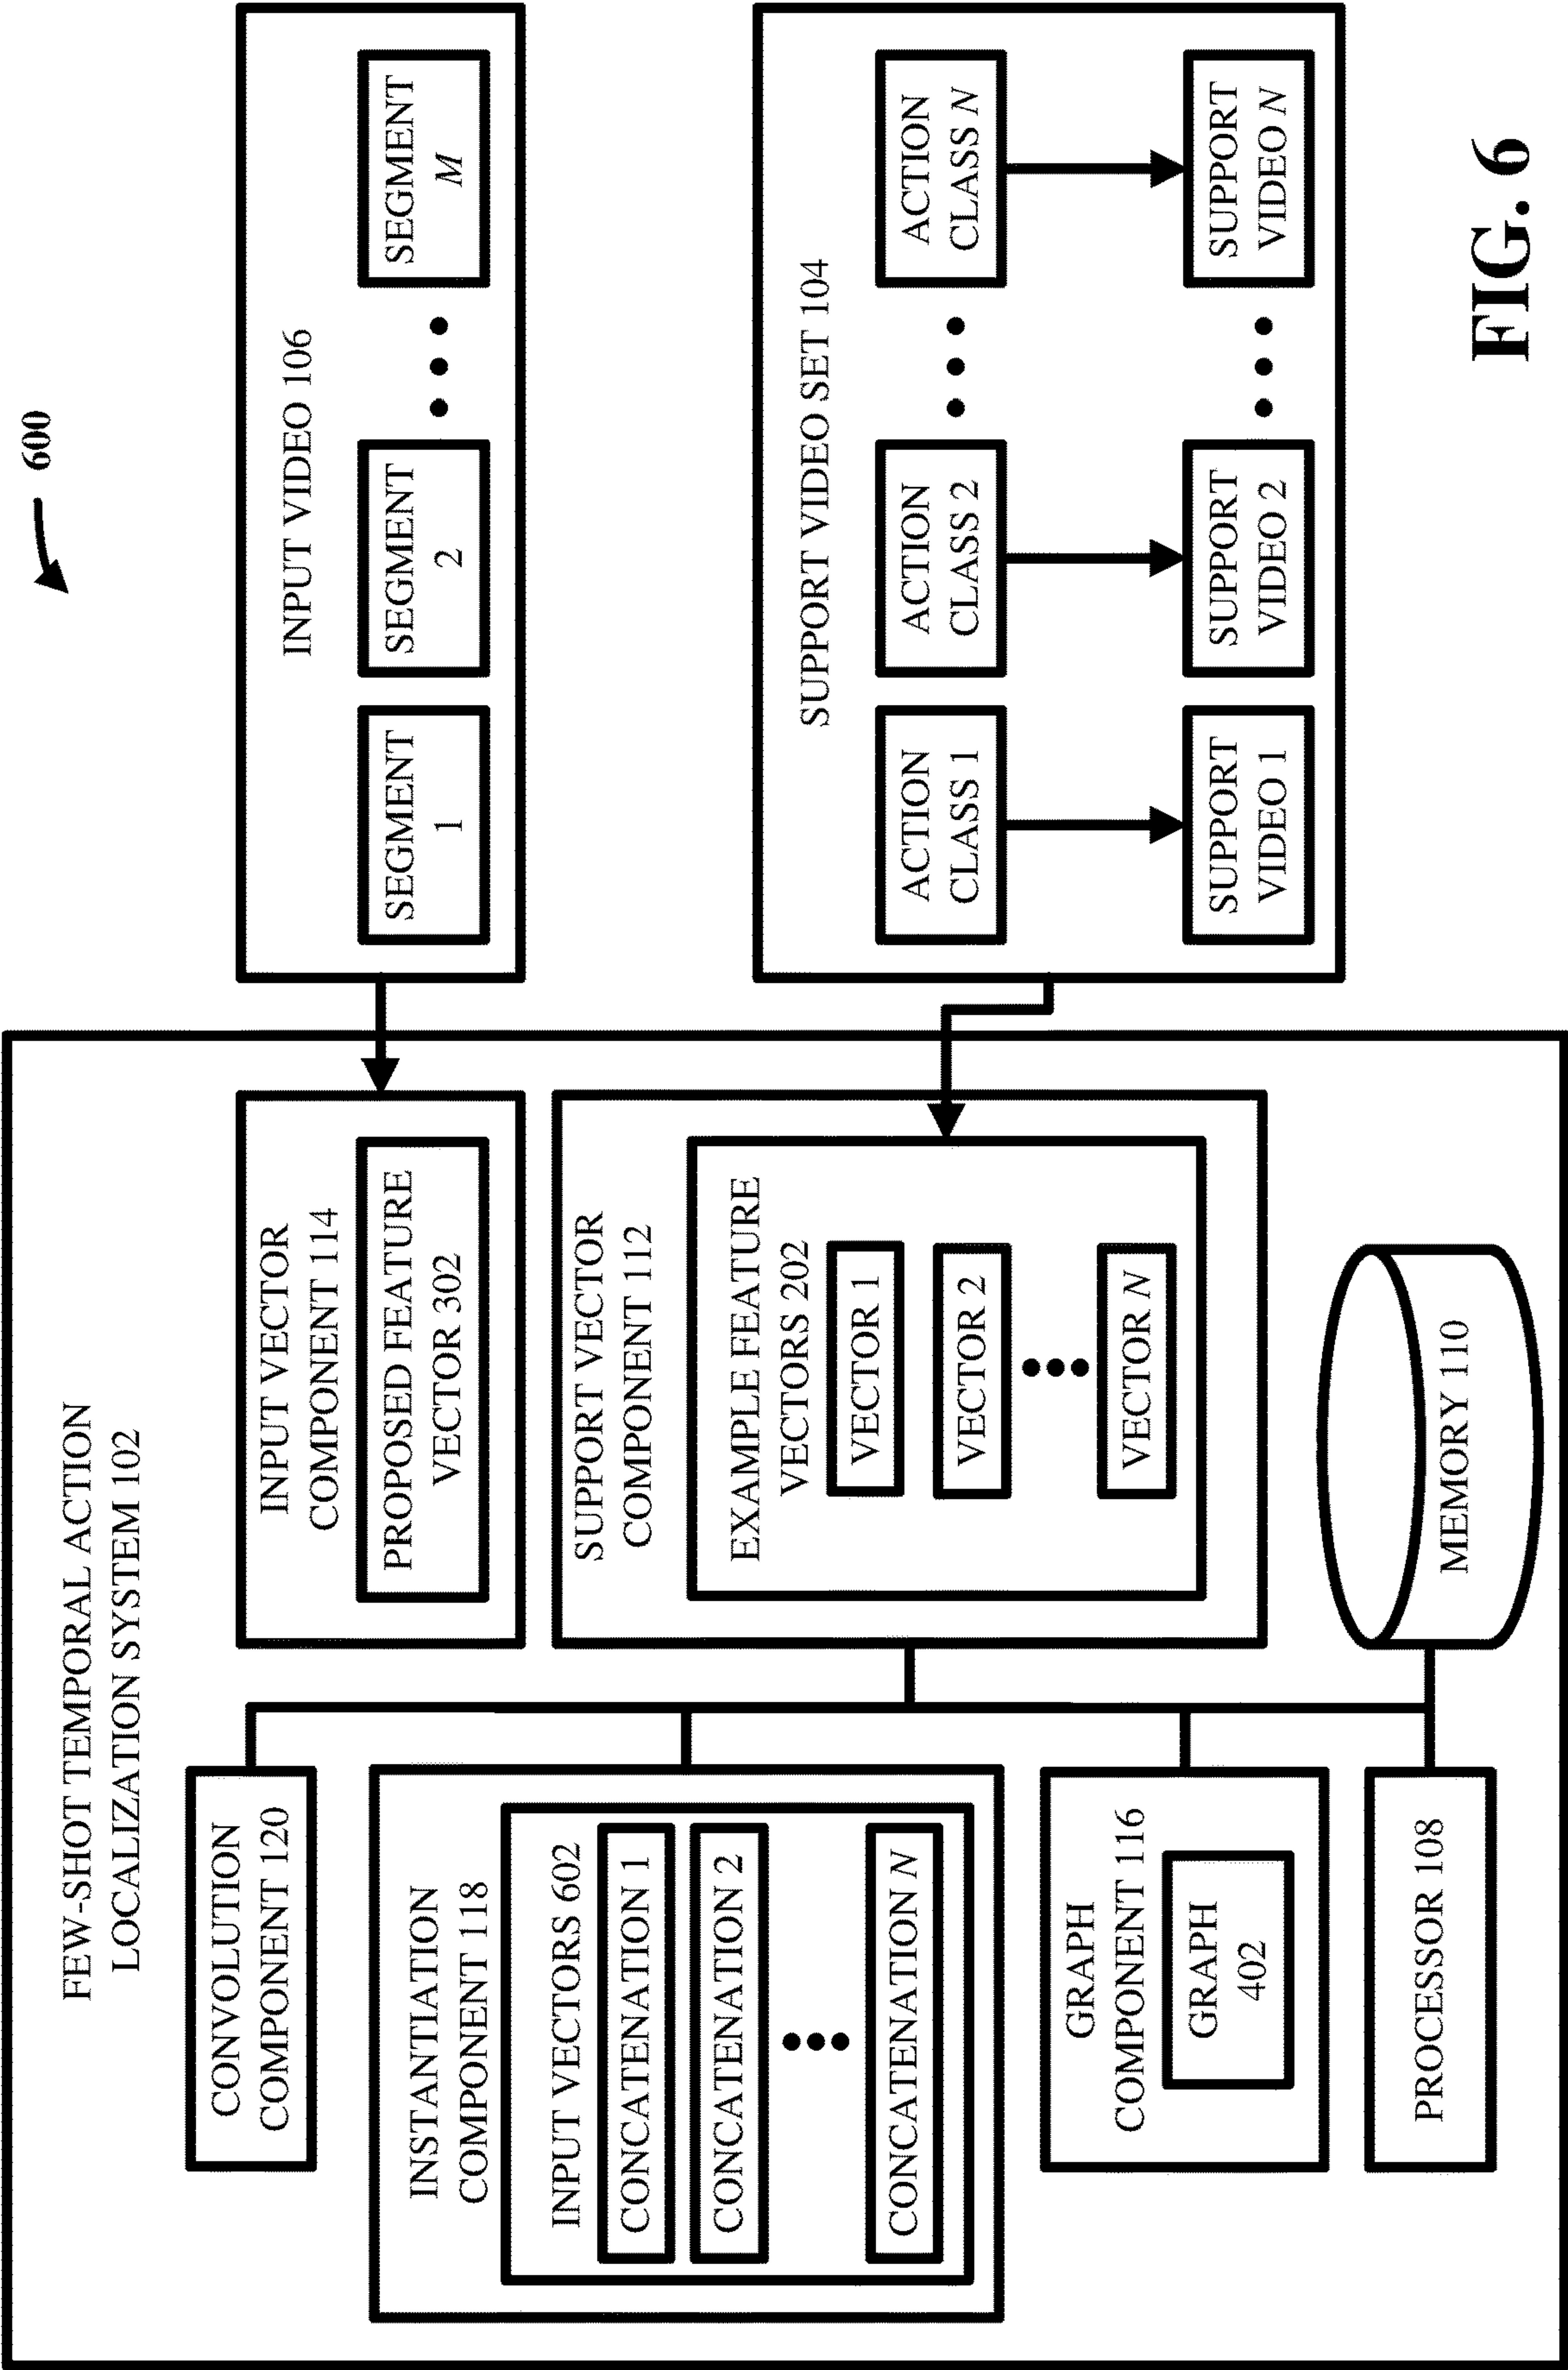 600
FEW-SHOT TEMPORAL ACTION
LOCALIZATION SYSTEM 102
CONVOLUTION
COMPONENT 120
INSTANTIATION
COMPONENT 118
INPUT VECTORS 602
CONCATENATION 1
CONCATENATION 2
CONCATENATION N
GRAPH
COMPONENT 116
GRAPH
402
PROCESSOR 108
INPUT VECTOR
COMPONENT 114
PROPOSED FEATURE
VECTOR 302
SUPPORT VECTOR
COMPONENT 112
EXAMPLE FEATURE
VECTORS 202
VECTOR 1
VECTOR 2
VECTOR N
MEMORY 110
INPUT VIDEO 106
SEGMENT
1
SEGMENT
2
SEGMENT
M
SUPPORT VIDEO SET 104
ACTION
CLASS 1
ACTION
CLASS 2
ACTION
CLASS N
SUPPORT
VIDEO 1
SUPPORT
VIDEO 2
SUPPORT
VIDEO N
FIG. 6